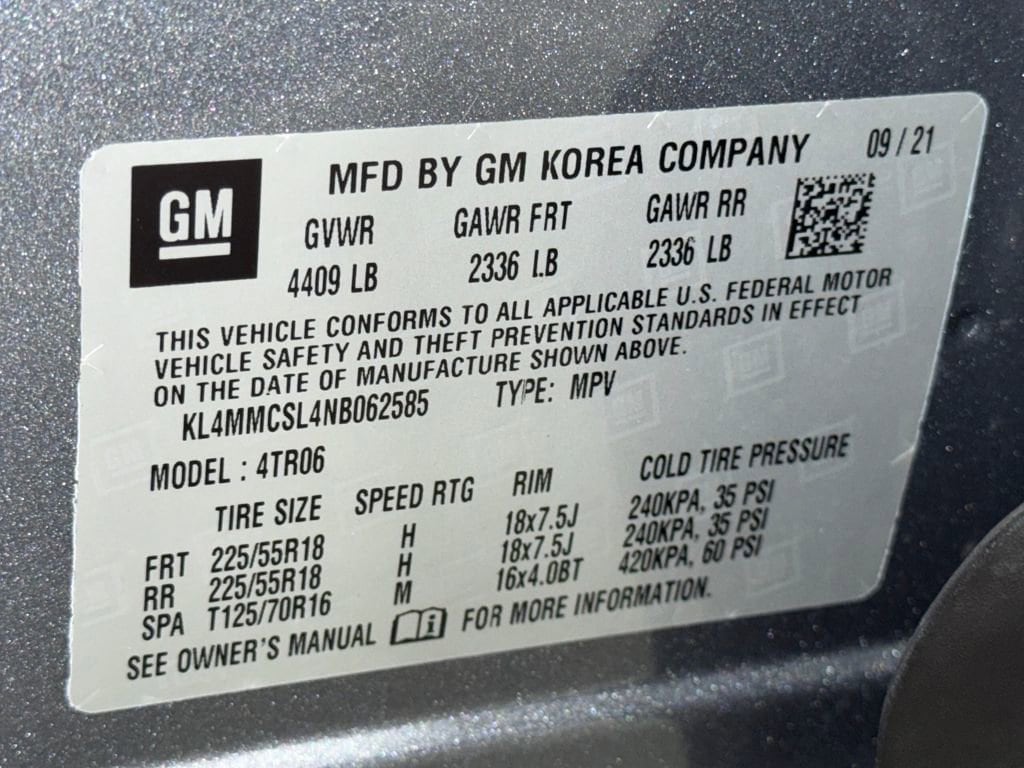 GM
MFD BY GM KOREA COMPANY 09 / 21
GVWR GAWR FRT GAWR RR
4409 LB 2336 LB 2336 LB
THIS VEHICLE CONFORMS TO ALL APPLICABLE U.S. FEDERAL MOTOR
VEHICLE SAFETY AND THEFT PREVENTION STANDARDS IN EFFECT
ON THE DATE OF MANUFACTURE SHOWN ABOVE.
KL4MMCSL4NB062585 TYPE: MPV
MODEL : 4TR06
TIRE SIZE SPEED RTG RIM COLD TIRE PRESSURE
FRT 225/55R18 H 18x7.5J 240KPA, 35 PSI
RR 225/55R18 H 18x7.5J 240KPA, 35 PSI
SPA T125/70R16 M 16x4.0BT 420KPA, 60 PSI
SEE OWNER'S MANUAL i FOR MORE INFORMATION.